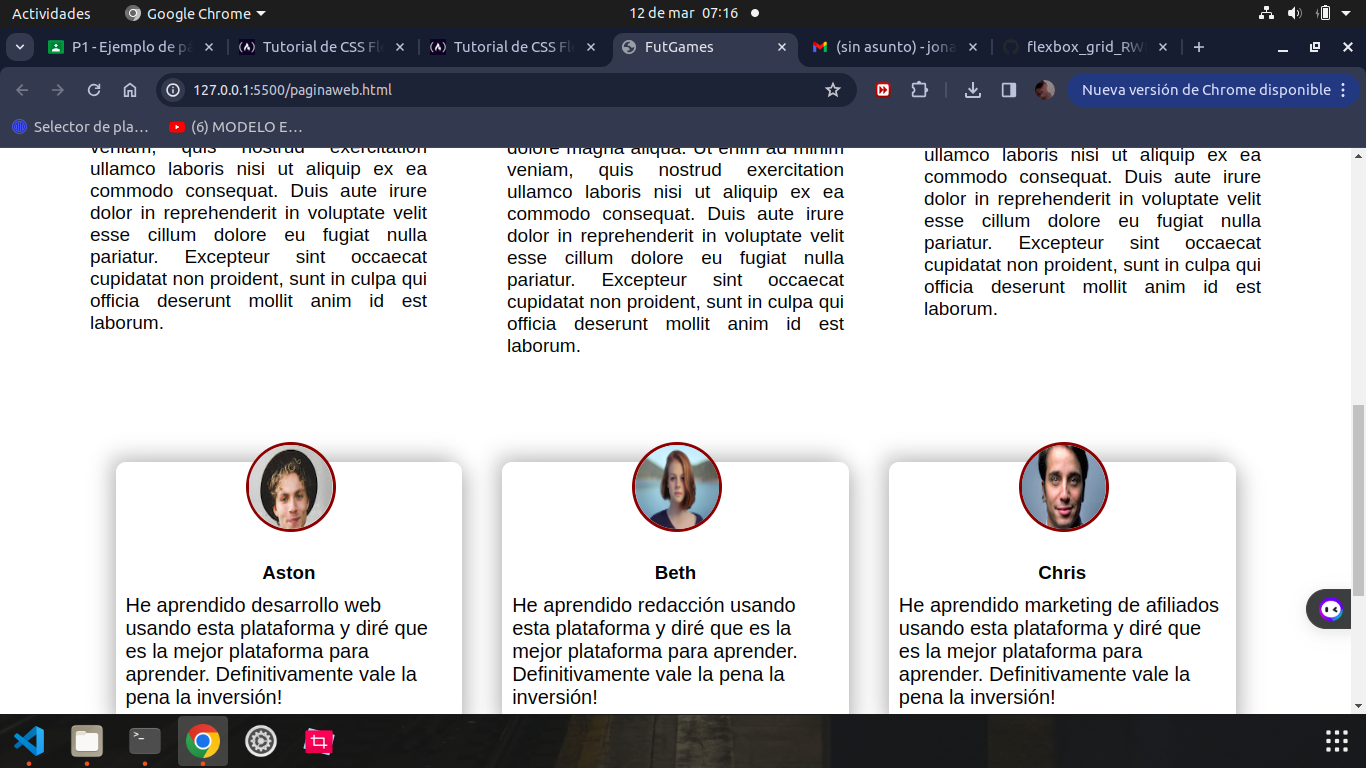 Actividades
Google Chrome
12 de mar 07:16
P1 - Ejemplo de pá
Tutorial de CSS Fle
Tutorial de CSS Fle
FutGames
(sin asunto) - jona
flexbox_grid_RW
127.0.0.1:5500/paginaweb.html
Nueva versión de Chrome disponible
Selector de pla...
(6) MODELO E...
veniam, quis nostrud exercitation
ullamco laboris nisi ut aliquip ex ea
commodo consequat. Duis aute irure
dolor in reprehenderit in voluptate velit
esse cillum dolore eu fugiat nulla
pariatur. Excepteur sint occaecat
cupidatat non proident, sunt in culpa qui
officia deserunt mollit anim id est
laborum.
dolore magna aliqua. Ut enim ad minim
veniam, quis nostrud exercitation
ullamco laboris nisi ut aliquip ex ea
commodo consequat. Duis aute irure
dolor in reprehenderit in voluptate velit
esse cillum dolore eu fugiat nulla
pariatur. Excepteur sint occaecat
cupidatat non proident, sunt in culpa qui
officia deserunt mollit anim id est
laborum.
ullamco laboris nisi ut aliquip ex ea
commodo consequat. Duis aute irure
dolor in reprehenderit in voluptate velit
esse cillum dolore eu fugiat nulla
pariatur. Excepteur sint occaecat
cupidatat non proident, sunt in culpa qui
officia deserunt mollit anim id est
laborum.
Aston
He aprendido desarrollo web
usando esta plataforma y diré que
es la mejor plataforma para
aprender. Definitivamente vale la
pena la inversión!
Beth
He aprendido redacción usando
esta plataforma y diré que es la
mejor plataforma para aprender.
Definitivamente vale la pena la
inversión!
Chris
He aprendido marketing de afiliados
usando esta plataforma y diré que
es la mejor plataforma para
aprender. Definitivamente vale la
pena la inversión!